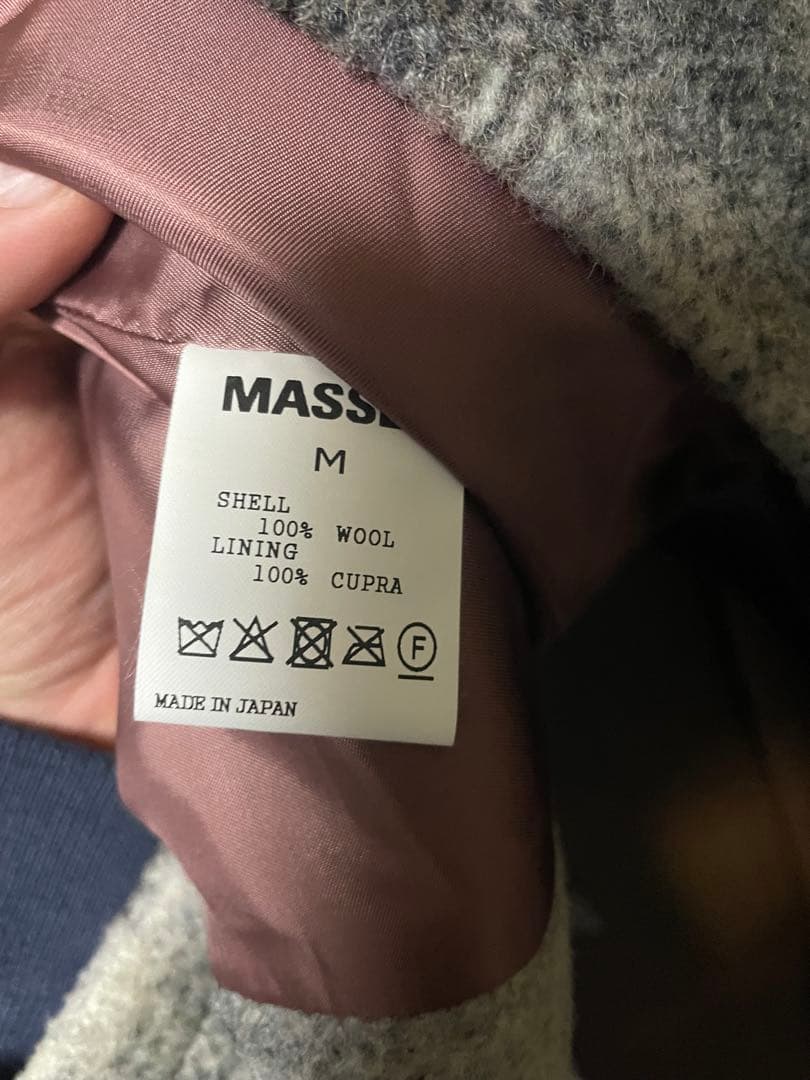 M
SHELL
100% WOOL
LINING
100% CUPRA
F
MADE IN JAPAN